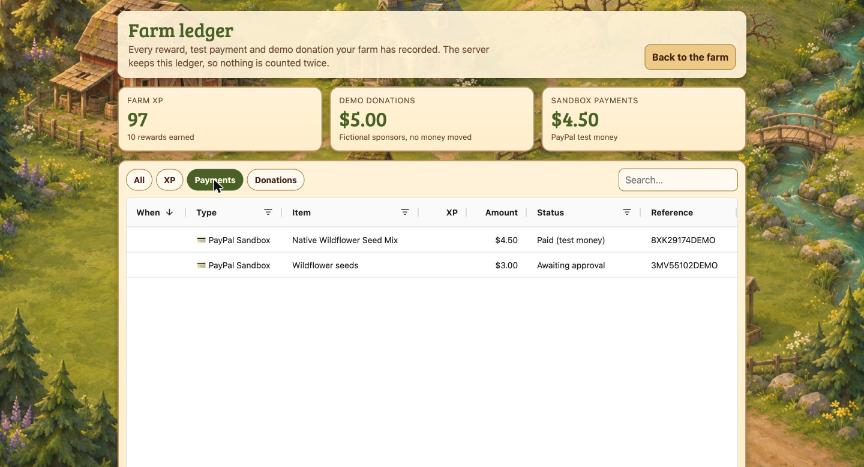 Farm ledger
Every reward, test payment and demo donation your farm has recorded. The server
keeps this ledger, so nothing is counted twice.
Back to the farm
FARM XP
97
10 rewards earned
DEMO DONATIONS
$5.00
Fictional sponsors, no money moved
SANDBOX PAYMENTS
$4.50
PayPal test money
All XP Payments Donations Search...
When Type Item XP Amount Status Reference
PayPal Sandbox Native Wildflower Seed Mix $4.50 Paid (test money) 8XK29174DEMO
PayPal Sandbox Wildflower seeds $3.00 Awaiting approval 3MV55102DEMO